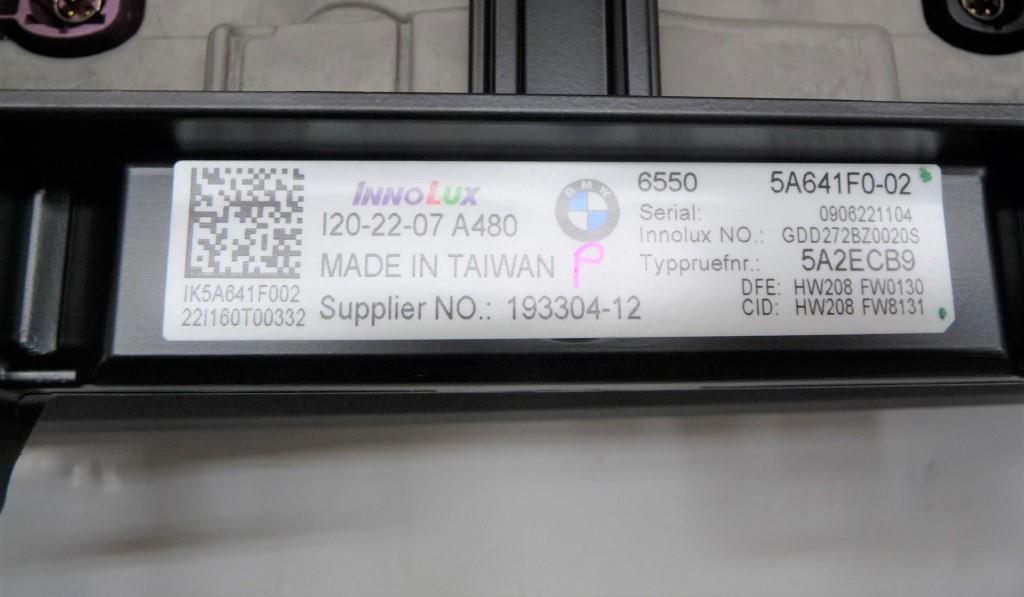 INNOLUX
I20-22-07 A480
MADE IN TAIWAN P
Supplier NO.: 193304-12
IK5A641F002
22I160T00332
BMW
6550 5A641F0-02
Serial: 0906221104
Innolux NO.: GDD272BZ0020S
Typpruefnr.: 5A2ECB9
DFE: HW208 FW0130
CID: HW208 FW8131